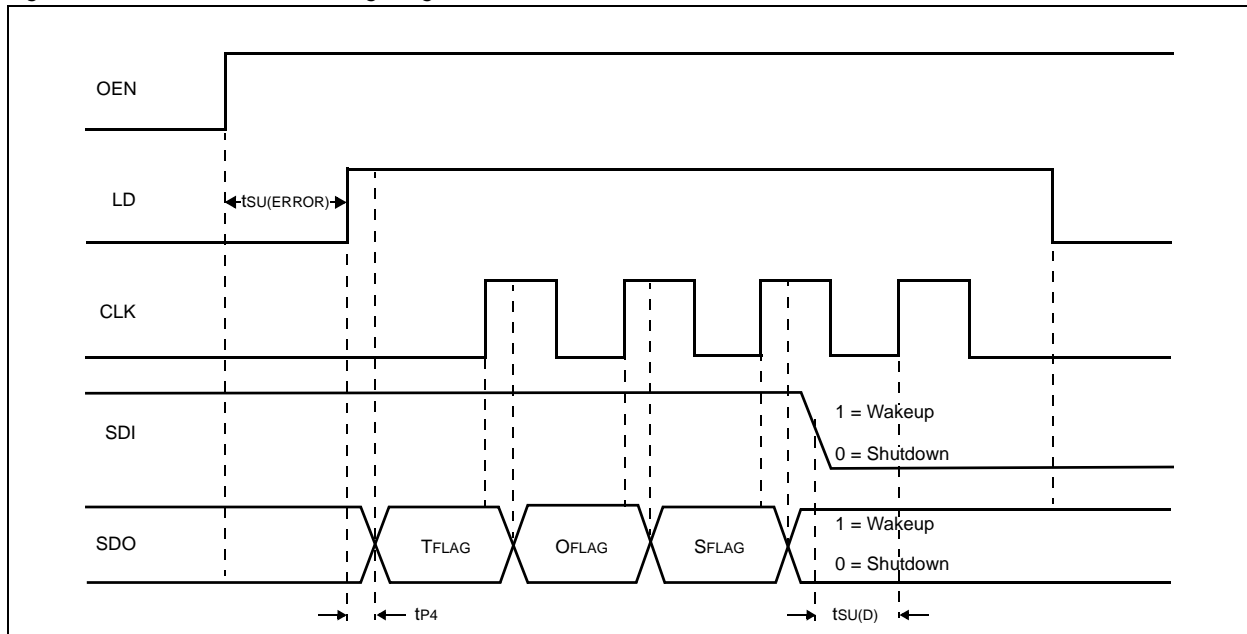 OEN
LD
tSU(ERROR)
CLK
SDI
1 = Wakeup
0 = Shutdown
SDO
TFLAG
OFLAG
SFLAG
1 = Wakeup
0 = Shutdown
tP4
tSU(D)